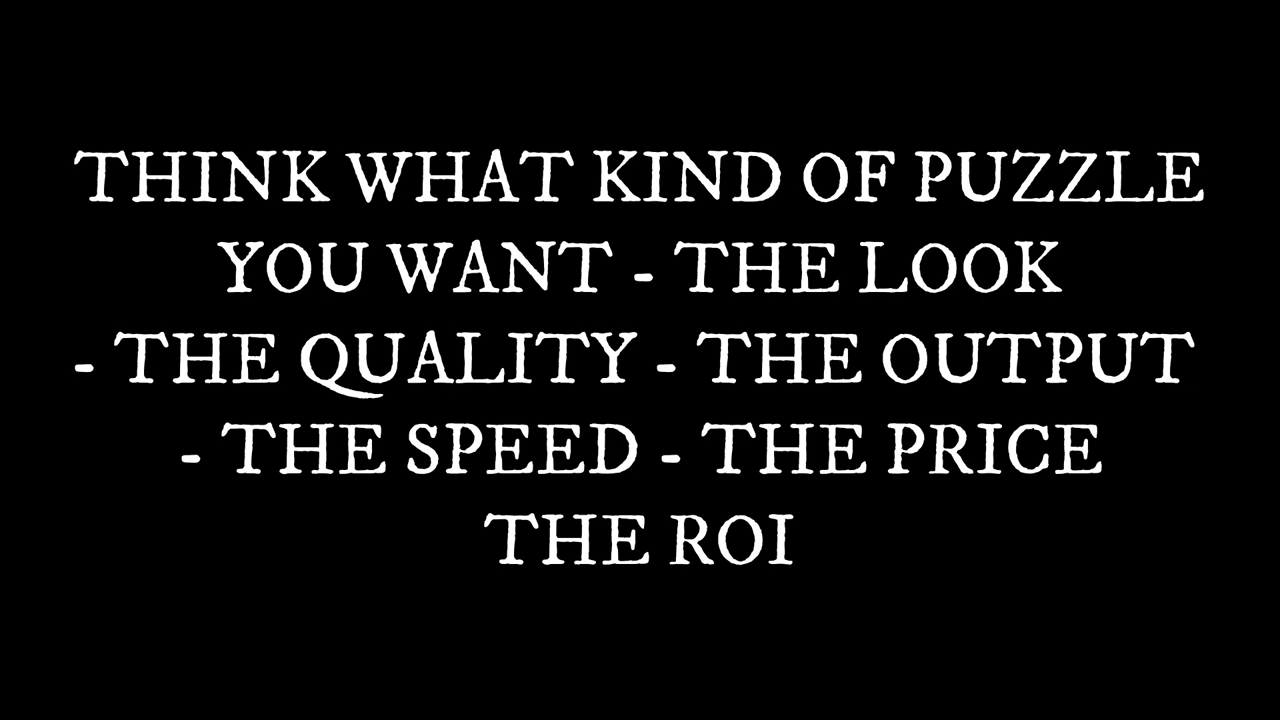 THINK WHAT KIND OF PUZZLE
YOU WANT - THE LOOK
- THE QUALITY - THE OUTPUT
- THE SPEED - THE PRICE
THE ROI